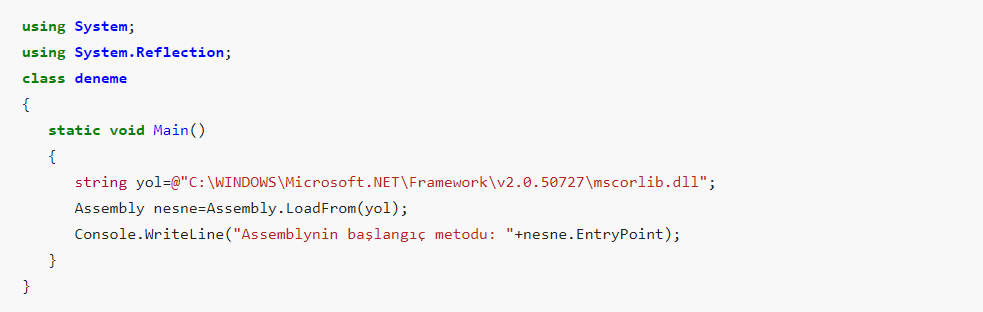 using System;
using System.Reflection;
class deneme
{
   static void Main()
   {
      string yol=@"C:\WINDOWS\Microsoft.NET\Framework\v2.0.50727\mscorlib.dll";
      Assembly nesne=Assembly.LoadFrom(yol);
      Console.WriteLine("Assemblynin başlangıç metodu: "+nesne.EntryPoint);
   }
}